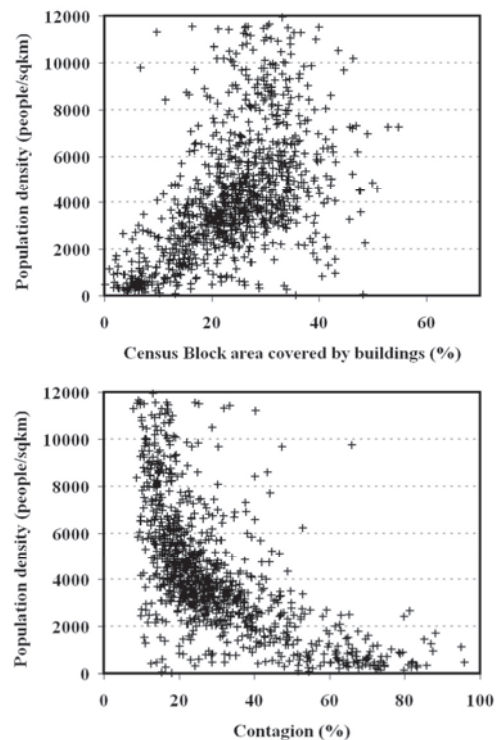 12000
10000
8000
6000
4000
2000
0
Population density (people/sqkm)
0 20 40 60
Census Block area covered by buildings (%)
12000
10000
8000
6000
4000
2000
0
Population density (people/sqkm)
0 20 40 60 80 100
Contagion (%)